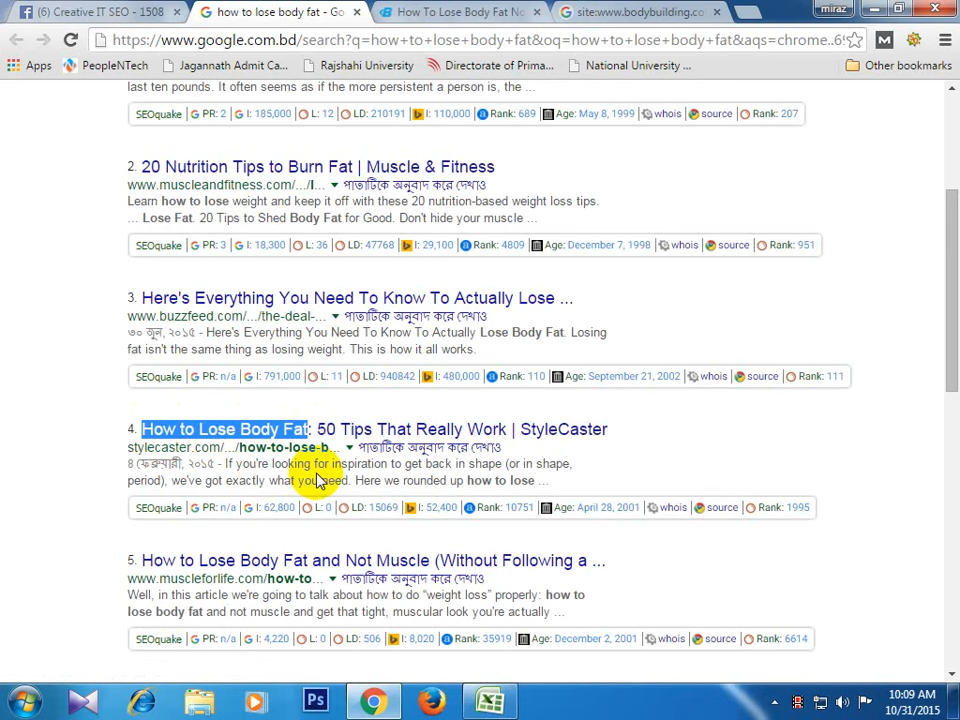 (6) Creative IT SEO - 1508
how to lose body fat - Go
How To Lose Body Fat No
site:www.bodybuilding.c
miraz
https://www.google.com.bd/search?q=how+to+lose+body+fat&oq=how+to+lose+body+fat&aqs=chrome..69
Apps
PeopleNTech
Jagannath Admit Ca...
Rajshahi University
Directorate of Prima...
National University ...
Other bookmarks
last ten pounds. It often seems as if the more persistent a person is, the ...
SEOquake PR: 2 I: 185,000 L: 12 LD: 210191 I: 110,000 Rank: 689 Age: May 8, 1999 whois source Rank: 207
2. 20 Nutrition Tips to Burn Fat | Muscle & Fitness
www.muscleandfitness.com/.../l... পাতাটিকে অনুবাদ করে দেখাও
Learn how to lose weight and keep it off with these 20 nutrition-based weight loss tips.
... Lose Fat. 20 Tips to Shed Body Fat for Good. Don't hide your muscle ...
SEOquake PR: 3 I: 18,300 L: 36 LD: 47768 I: 29,100 Rank: 4809 Age: December 7, 1998 whois source Rank: 951
3. Here's Everything You Need To Know To Actually Lose ...
www.buzzfeed.com/.../the-deal-... পাতাটিকে অনুবাদ করে দেখাও
৩০ জুন, ২০১৫ - Here's Everything You Need To Know To Actually Lose Body Fat. Losing
fat isn't the same thing as losing weight. This is how it all works.
SEOquake PR: n/a I: 791,000 L: 11 LD: 940842 I: 480,000 Rank: 110 Age: September 21, 2002 whois source Rank: 111
4. How to Lose Body Fat: 50 Tips That Really Work | StyleCaster
stylecaster.com/.../how-to-lose-b... পাতাটিকে অনুবাদ করে দেখাও
৪ ফেব্রুয়ারী, ২০১৫ - If you're looking for inspiration to get back in shape (or in shape,
period), we've got exactly what you need. Here we rounded up how to lose ...
SEOquake PR: n/a I: 62,800 L: 0 LD: 15069 I: 52,400 Rank: 10751 Age: April 28, 2001 whois source Rank: 1995
5. How to Lose Body Fat and Not Muscle (Without Following a ...
www.muscleforlife.com/how-to... পাতাটিকে অনুবাদ করে দেখাও
Well, in this article we're going to talk about how to do “weight loss” properly: how to
lose body fat and not muscle and get that tight, muscular look you're actually ...
SEOquake PR: n/a I: 4,220 L: 0 LD: 506 I: 8,020 Rank: 35919 Age: December 2, 2001 whois source Rank: 6614
Ps
10:09 AM
10/31/2015